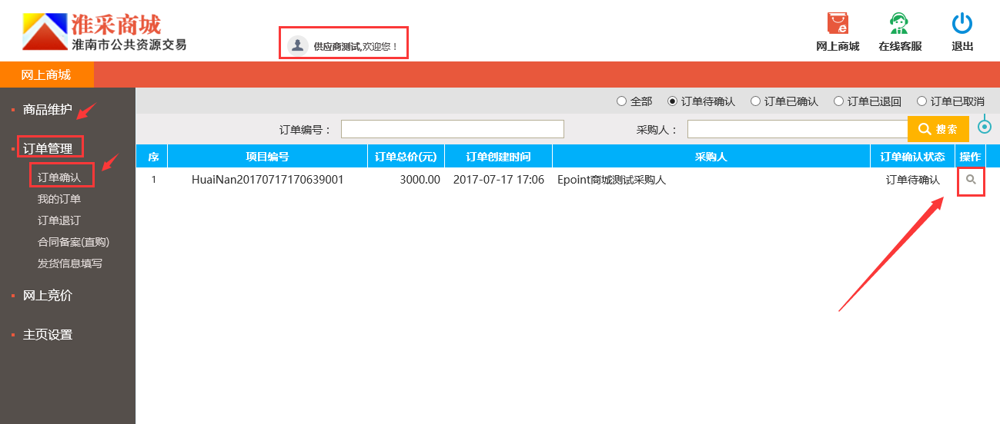 淮采商城
淮南市公共资源交易
供应商测试,欢迎您！
网上商城
在线客服
退出
网上商城
商品维护
订单管理
订单确认
我的订单
订单退订
合同备案(直购)
发货信息填写
网上竞价
主页设置
全部 订单待确认 订单已确认 订单已退回 订单已取消
订单编号： 采购人： 搜索
序 项目编号 订单总价(元) 订单创建时间 采购人 订单确认状态 操作
1 HuaiNan20170717170639001 3000.00 2017-07-17 17:06 Epoint商城测试采购人 订单待确认